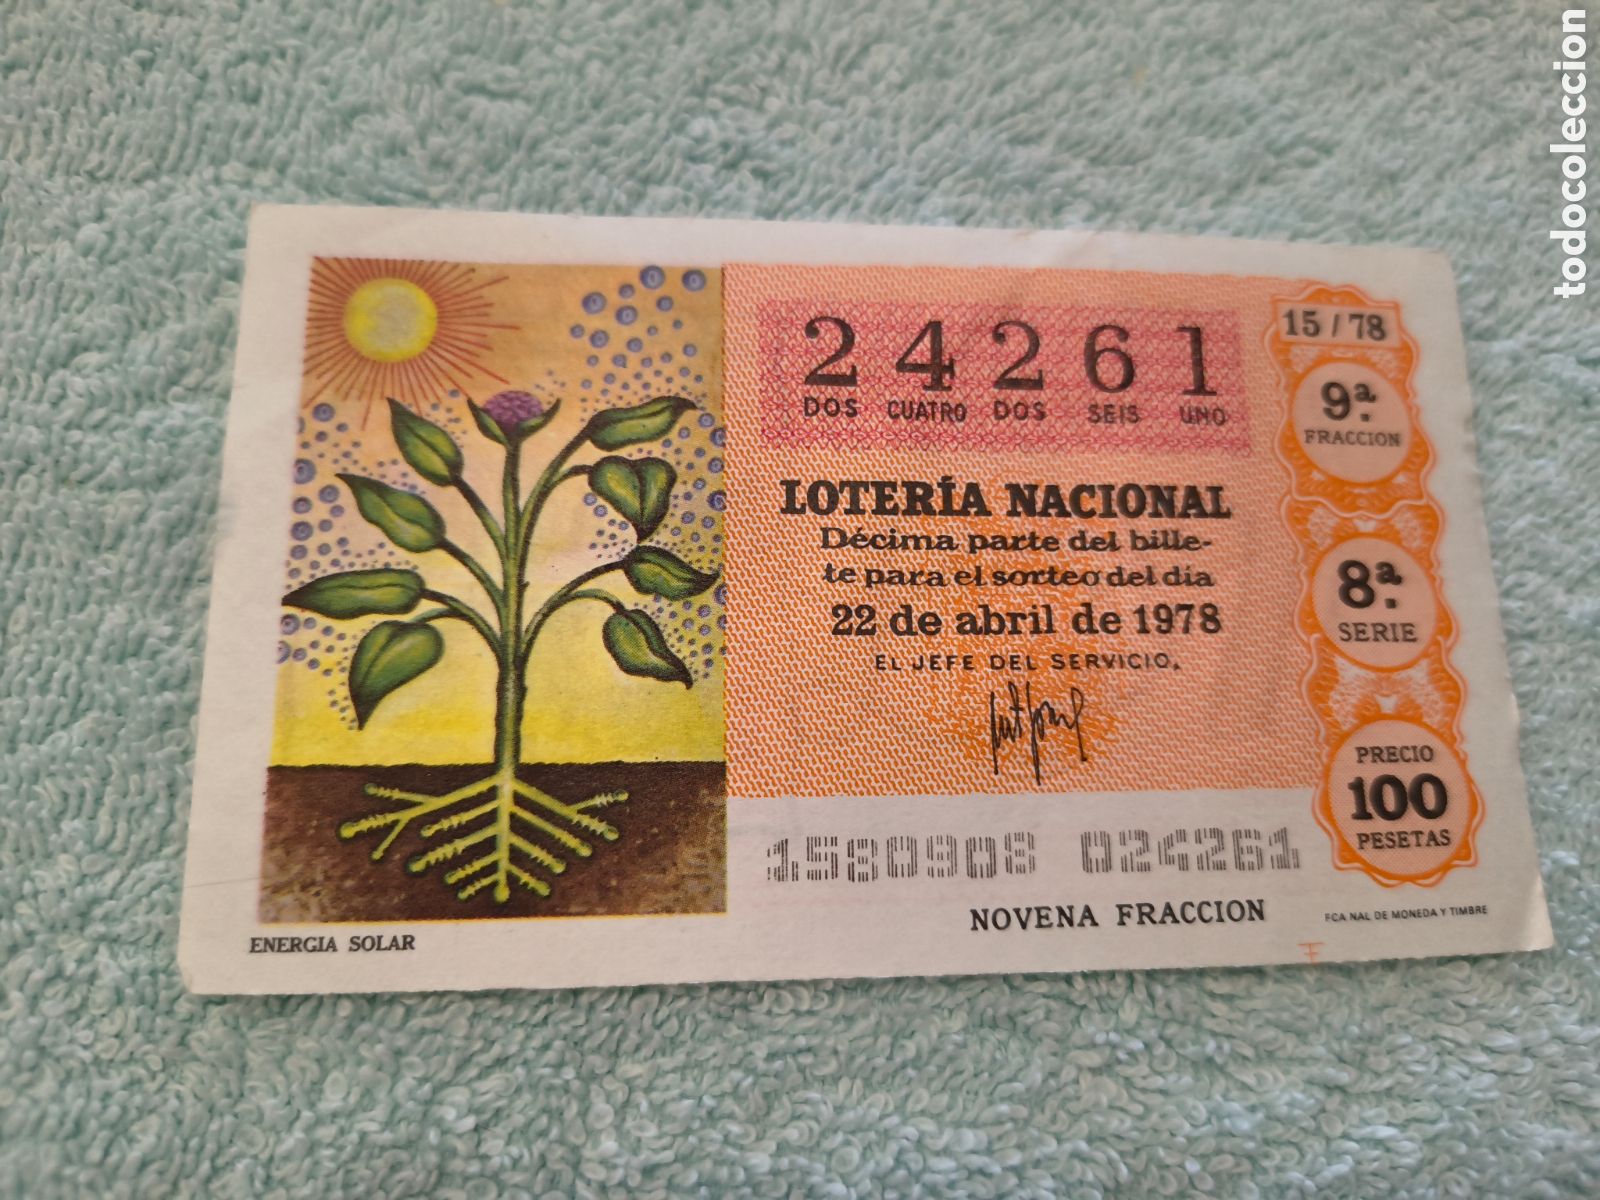 todocoleccion
24261
DOS CUATRO DOS SEIS UNO
LOTERÍA NACIONAL
Décima parte del bille-
te para el sorteo del día
22 de abril de 1978
EL JEFE DEL SERVICIO.
15/78
9ª.
FRACCION
8ª.
SERIE
PRECIO
100
PESETAS
1580908 024261
NOVENA FRACCION
FCA NAL DE MONEDA Y TIMBRE
ENERGIA SOLAR